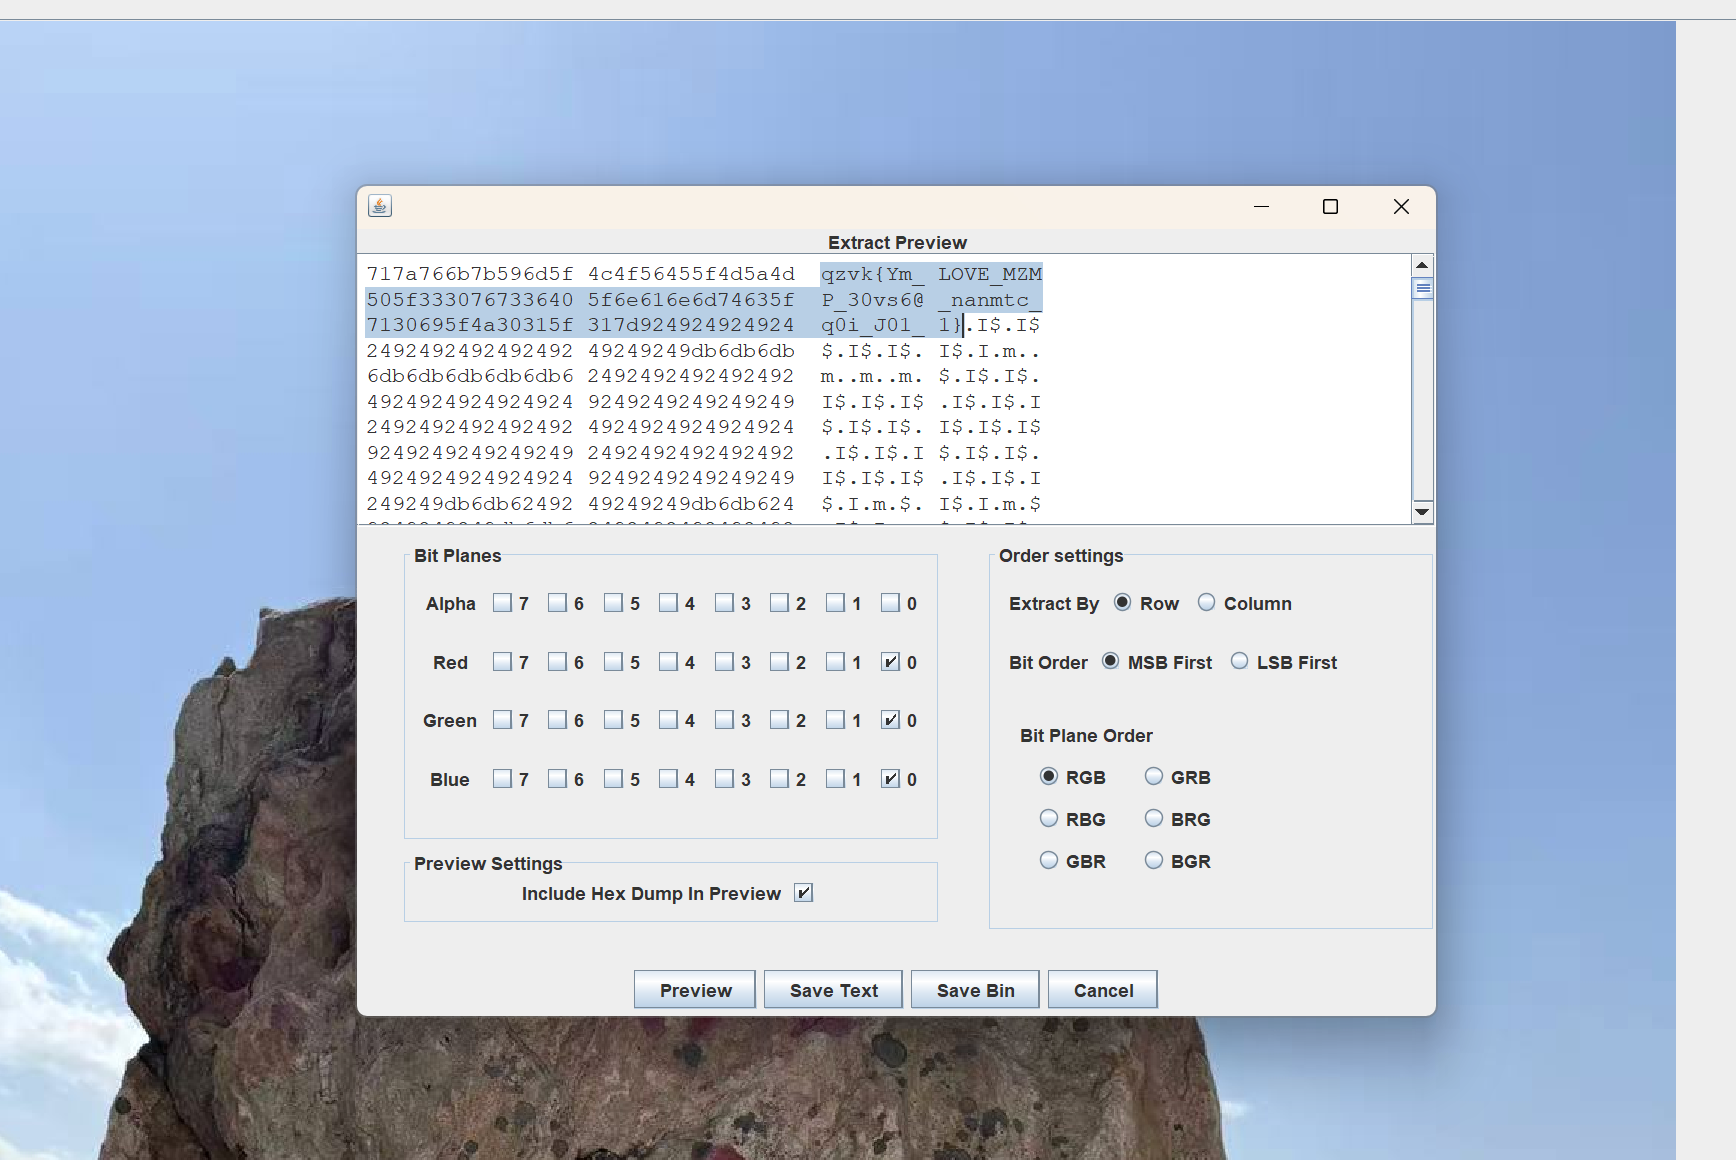 Extract Preview
717a766b7b596d5f 4c4f56455f4d5a4d qzvk{Ym_ LOVE_MZM
505f333076733640 5f6e616e6d74635f P_30vs6@ _nanmtc_
7130695f4a30315f 317d924924924924 q0i_J01_ 1}.I$.I$
2492492492492492 49249249db6db6db $.I$.I$. I$.I.m..
6db6db6db6db6db6 2492492492492492 m..m..m. $.I$.I$.
4924924924924924 9249249249249249 I$.I$.I$ .I$.I$.I
2492492492492492 4924924924924924 $.I$.I$. I$.I$.I$
9249249249249249 2492492492492492 .I$.I$.I $.I$.I$.
4924924924924924 9249249249249249 I$.I$.I$ .I$.I$.I
249249db6db62492 49249249db6db624 $.I.m.$. I$.I.m.$
Bit Planes
Alpha 7 6 5 4 3 2 1 0
Red 7 6 5 4 3 2 1 0
Green 7 6 5 4 3 2 1 0
Blue 7 6 5 4 3 2 1 0
Preview Settings
Include Hex Dump In Preview
Order settings
Extract By Row Column
Bit Order MSB First LSB First
Bit Plane Order
RGB GRB
RBG BRG
GBR BGR
Preview Save Text Save Bin Cancel